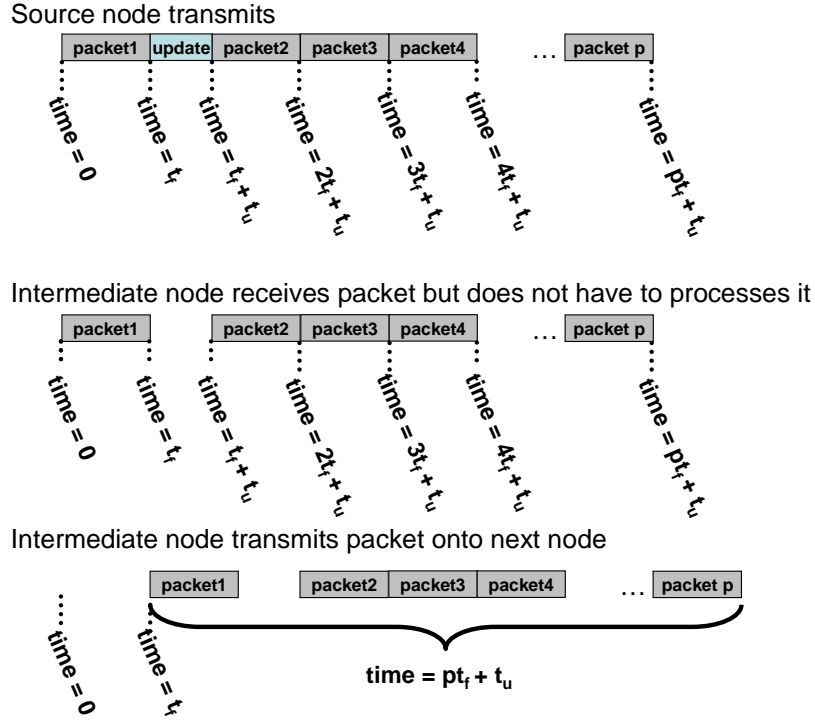 Source node transmits
packet1 update packet2 packet3 packet4 ... packet p
time = 0
time = t_f
time = t_f + t_u
time = 2t_f + t_u
time = 3t_f + t_u
time = 4t_f + t_u
time = pt_f + t_u
Intermediate node receives packet but does not have to processes it
packet1 packet2 packet3 packet4 ... packet p
time = 0
time = t_f
time = t_f + t_u
time = 2t_f + t_u
time = 3t_f + t_u
time = 4t_f + t_u
time = pt_f + t_u
Intermediate node transmits packet onto next node
packet1 packet2 packet3 packet4 ... packet p
time = 0
time = t_f
time = pt_f + t_u